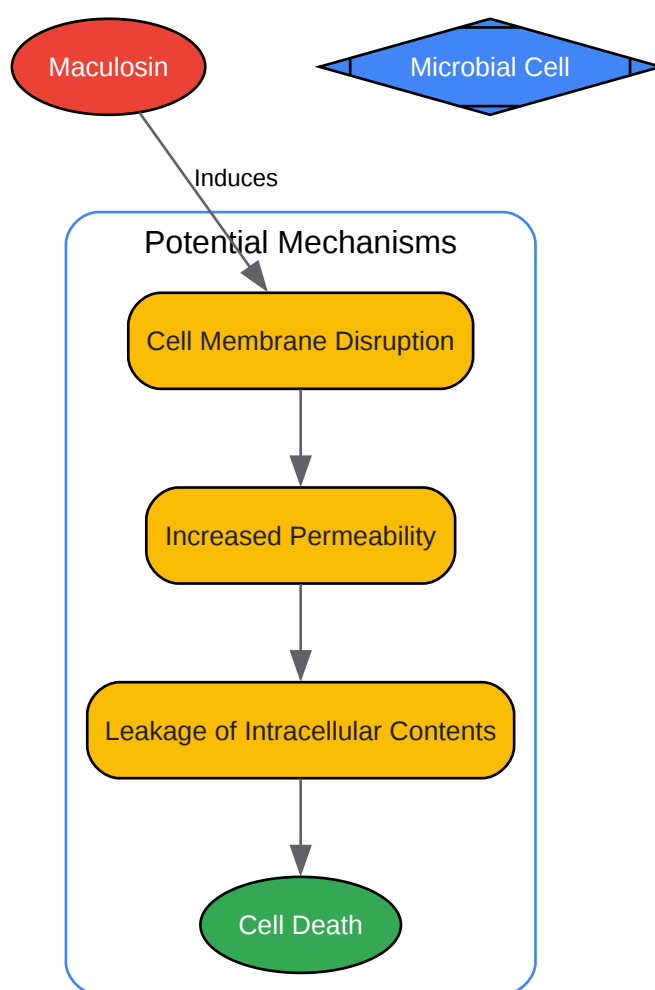 Maculosin
Microbial Cell
Induces
Potential Mechanisms
Cell Membrane Disruption
Increased Permeability
Leakage of Intracellular Contents
Cell Death